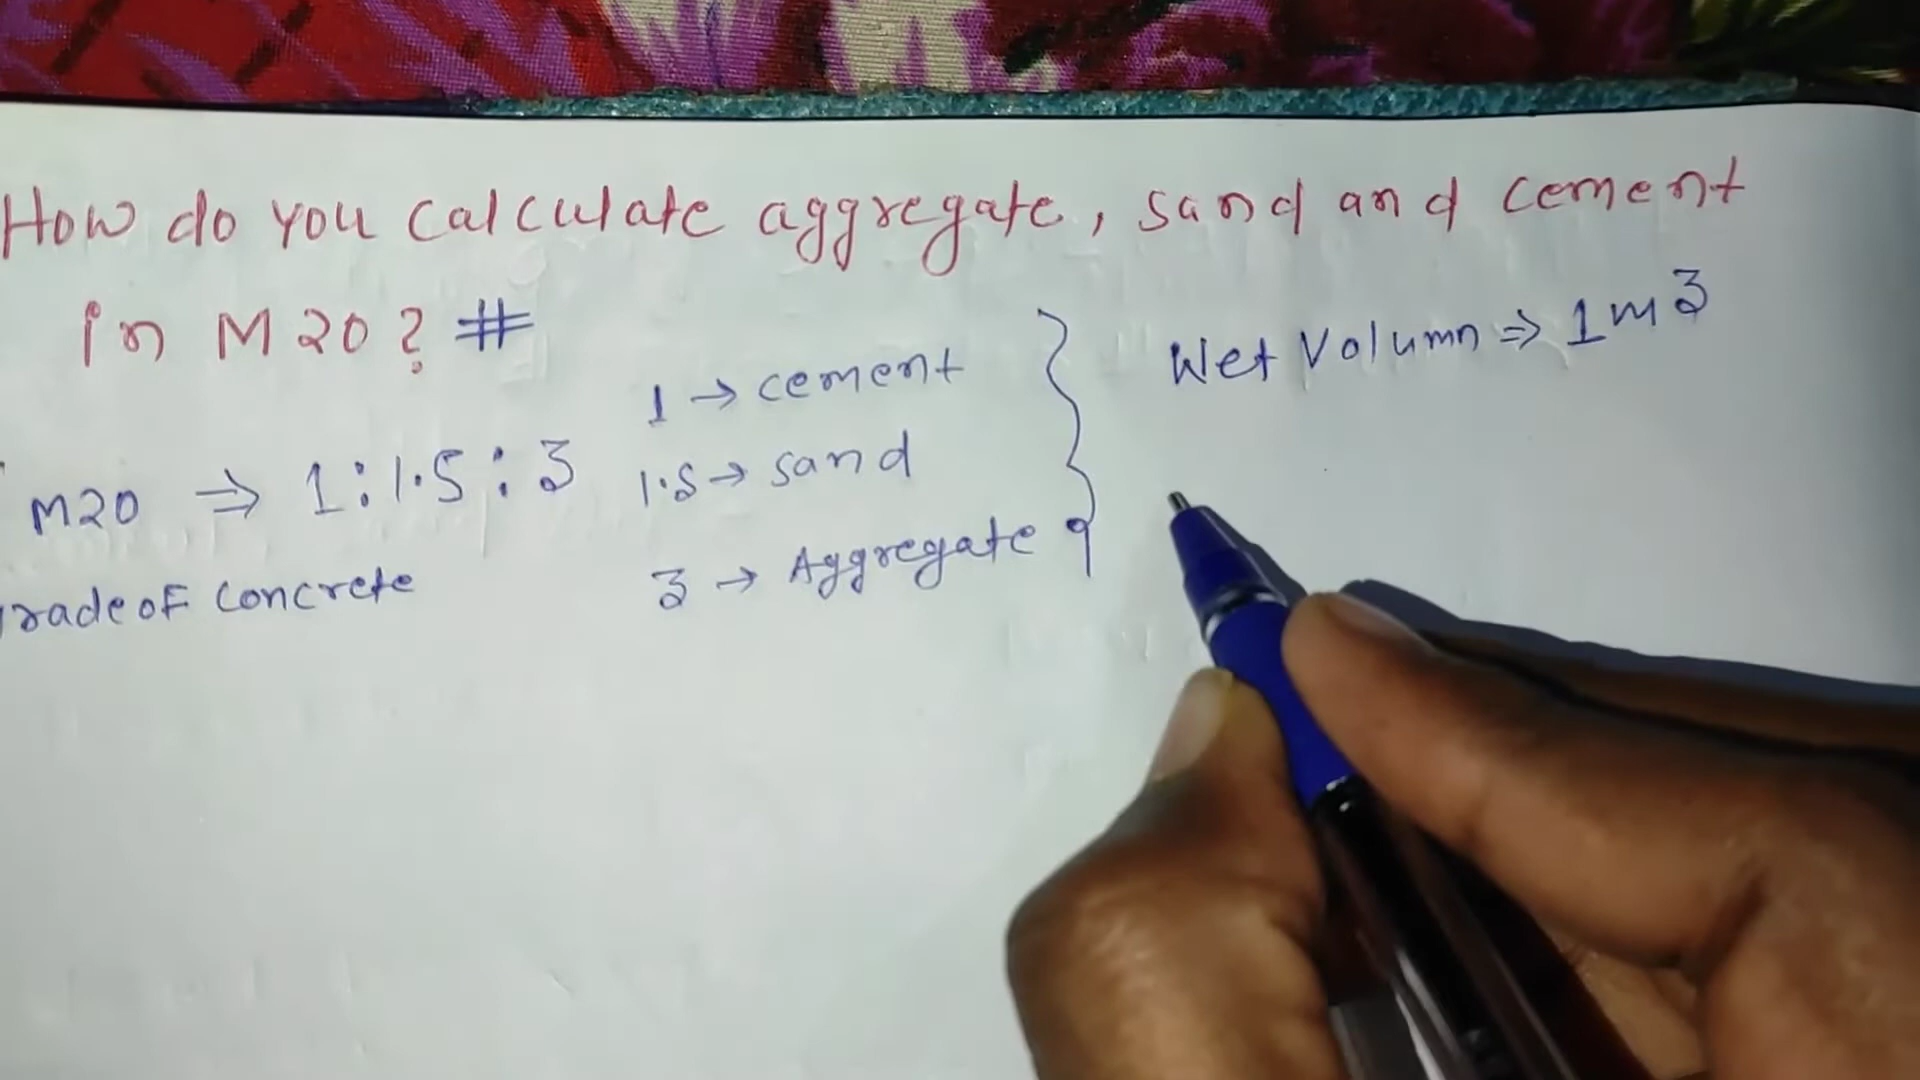 How do you calculate aggregate, sand and cement
in M20? #
1 → cement
1.5 → sand
3 → Aggregate
Wet Volumn ⇒ 1m3
M20 ⇒ 1:1.5:3
grade of concrete